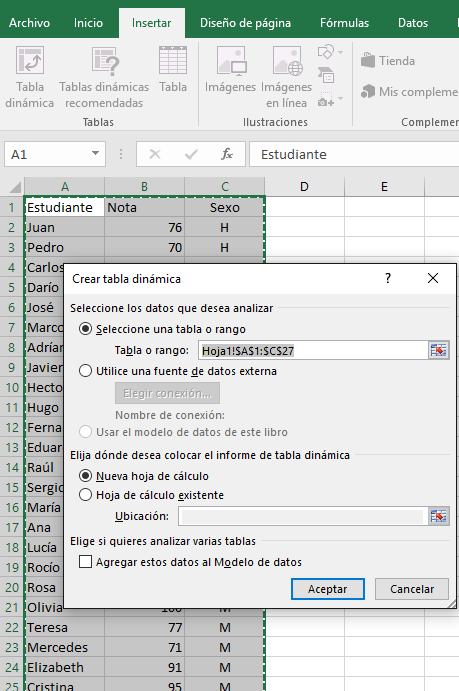 Archivo Inicio Insertar Diseño de página Fórmulas Datos
Tabla dinámica Tablas dinámicas recomendadas Tabla Imágenes Imágenes en línea Tienda
Mis compleme
Tablas Ilustraciones Complemen
A1 fx Estudiante
A B C D E
1 Estudiante Nota Sexo
2 Juan 76 H
3 Pedro 70 H
4 Carlos
5 Darío
6 José
7 Marco
8 Adrían
9 Javier
10 Hecto
11 Hugo
12 Ferna
13 Eduar
14 Raúl
15 Sergio
16 María
17 Ana
18 Lucía
19 Rocío
20 Rosa
21 Olivia 100 M
22 Teresa 77 M
23 Mercedes 71 M
24 Elizabeth 91 M
25 Cristina 95 M
Crear tabla dinámica ?
Seleccione los datos que desea analizar
Seleccione una tabla o rango
Tabla o rango: Hoja1!$A$1:$C$27
Utilice una fuente de datos externa
Elegir conexión...
Nombre de conexión:
Usar el modelo de datos de este libro
Elija dónde desea colocar el informe de tabla dinámica
Nueva hoja de cálculo
Hoja de cálculo existente
Ubicación:
Elige si quieres analizar varias tablas
Agregar estos datos al Modelo de datos
Aceptar Cancelar